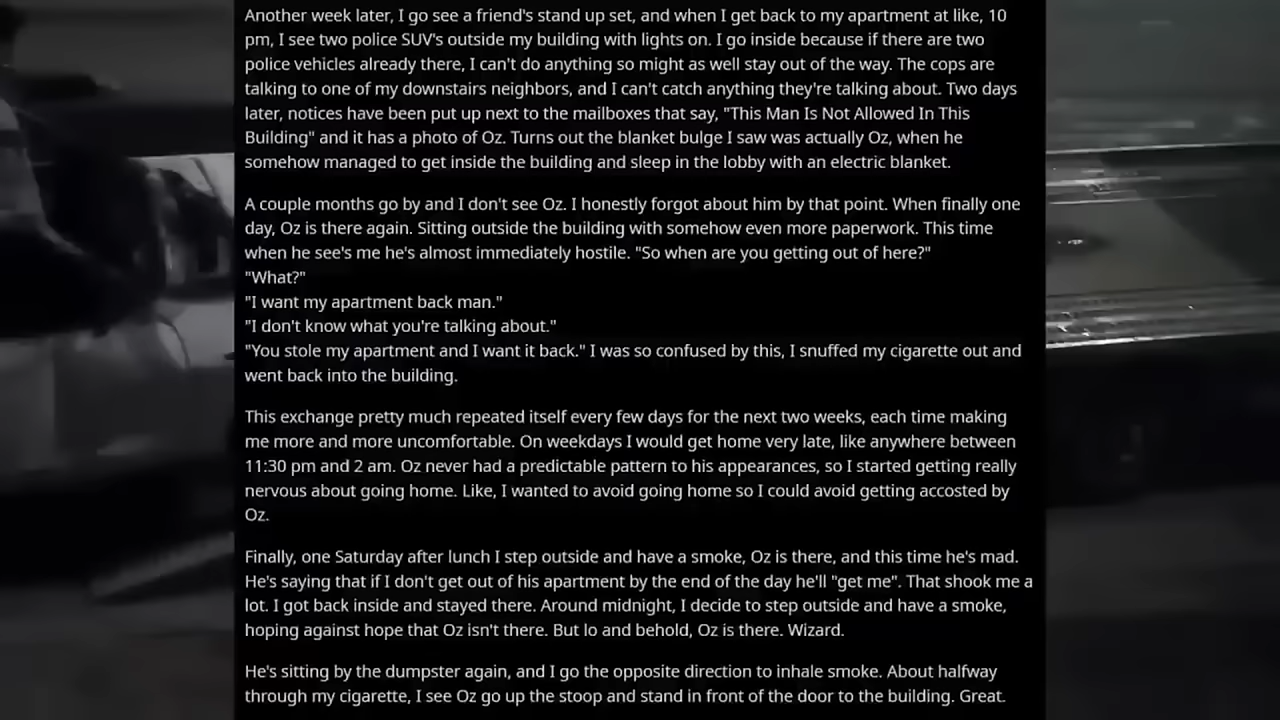 Another week later, I go see a friend's stand up set, and when I get back to my apartment at like, 10
pm, I see two police SUV's outside my building with lights on. I go inside because if there are two
police vehicles already there, I can't do anything so might as well stay out of the way. The cops are
talking to one of my downstairs neighbors, and I can't catch anything they're talking about. Two days
later, notices have been put up next to the mailboxes that say, "This Man Is Not Allowed In This
Building" and it has a photo of Oz. Turns out the blanket bulge I saw was actually Oz, when he
somehow managed to get inside the building and sleep in the lobby with an electric blanket.
A couple months go by and I don't see Oz. I honestly forgot about him by that point. When finally one
day, Oz is there again. Sitting outside the building with somehow even more paperwork. This time
when he see's me he's almost immediately hostile. "So when are you getting out of here?"
"What?"
"I want my apartment back man."
"I don't know what you're talking about."
"You stole my apartment and I want it back." I was so confused by this, I snuffed my cigarette out and
went back into the building.
This exchange pretty much repeated itself every few days for the next two weeks, each time making
me more and more uncomfortable. On weekdays I would get home very late, like anywhere between
11:30 pm and 2 am. Oz never had a predictable pattern to his appearances, so I started getting really
nervous about going home. Like, I wanted to avoid going home so I could avoid getting accosted by
Oz.
Finally, one Saturday after lunch I step outside and have a smoke, Oz is there, and this time he's mad.
He's saying that if I don't get out of his apartment by the end of the day he'll "get me". That shook me a
lot. I got back inside and stayed there. Around midnight, I decide to step outside and have a smoke,
hoping against hope that Oz isn't there. But lo and behold, Oz is there. Wizard.
He's sitting by the dumpster again, and I go the opposite direction to inhale smoke. About halfway
through my cigarette, I see Oz go up the stoop and stand in front of the door to the building. Great.